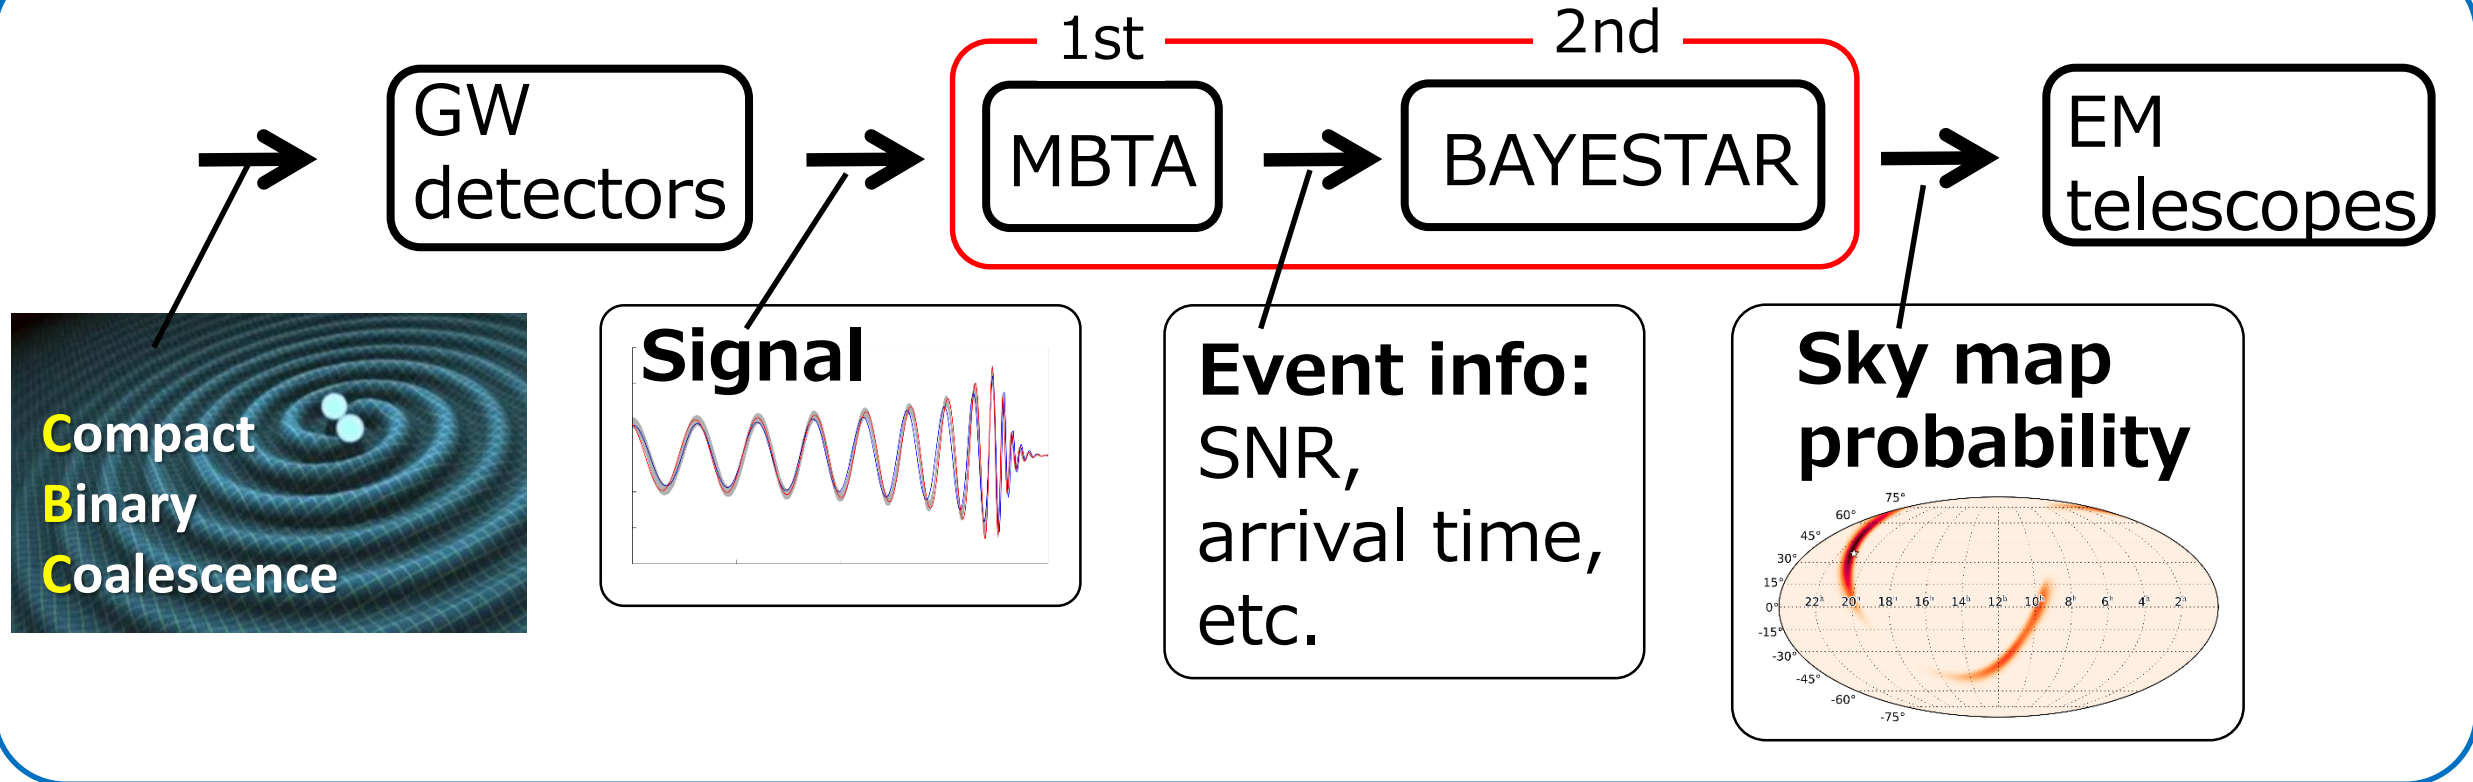 1st
2nd
GW
detectors
MBTA
BAYESTAR
EM
telescopes
Compact
Binary
Coalescence
Signal
Event info:
SNR,
arrival time,
etc.
Sky map
probability
75°
60°
45°
30°
15°
0°
-15°
-30°
-45°
-60°
-75°
22h 20h 18h 16h 14h 12h 10h 8h 6h 4h 2h